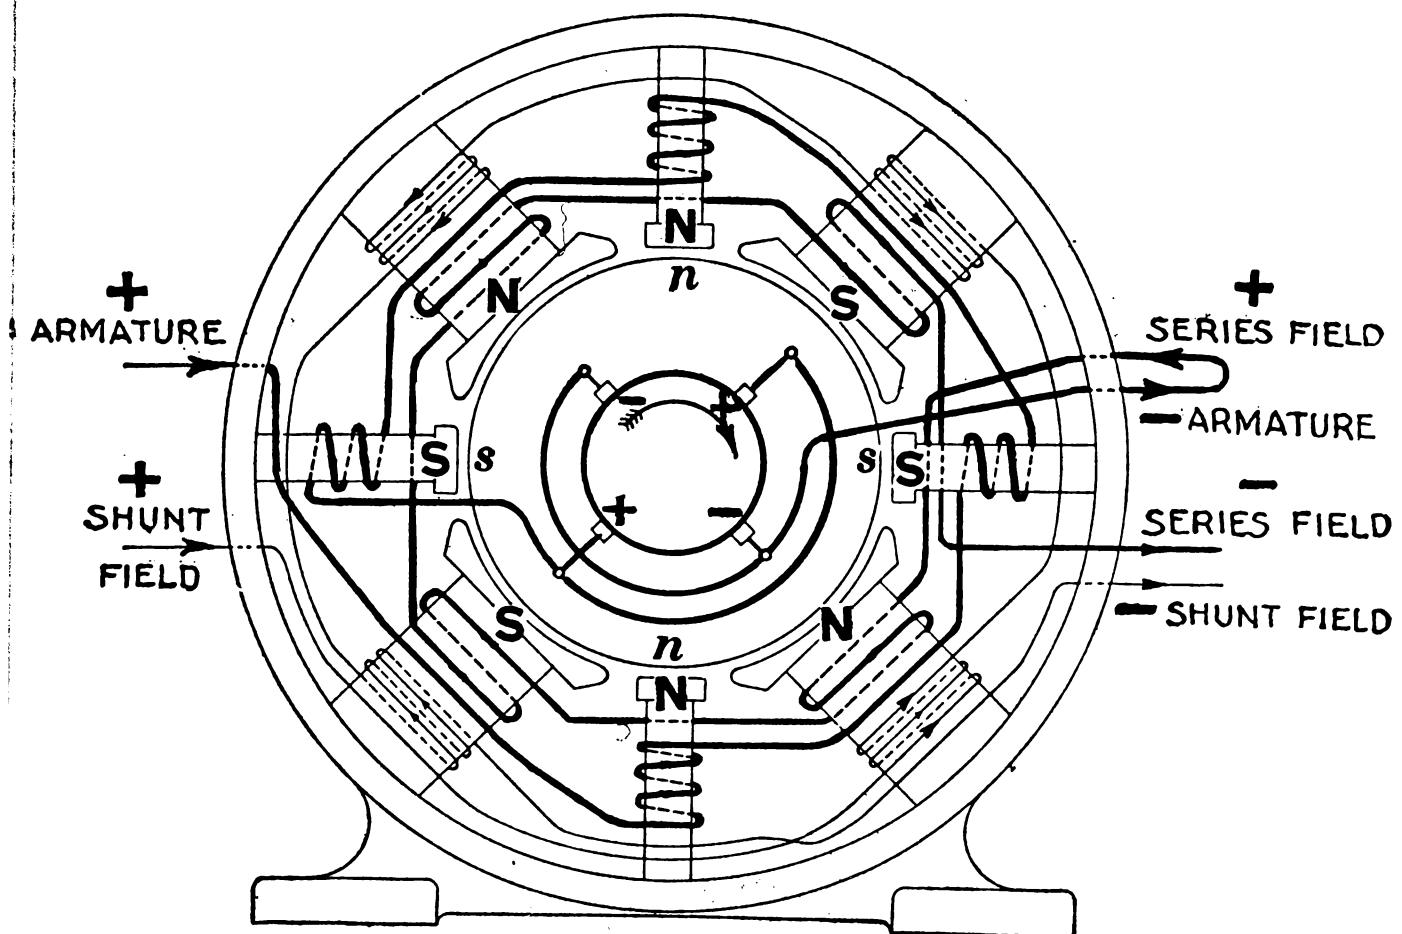 +
ARMATURE
+
SHUNT
FIELD
+
SERIES FIELD
− ARMATURE
−
SERIES FIELD
− SHUNT FIELD
N
n
N
S
S
s
s
S
− +
+ −
S
N
n
N